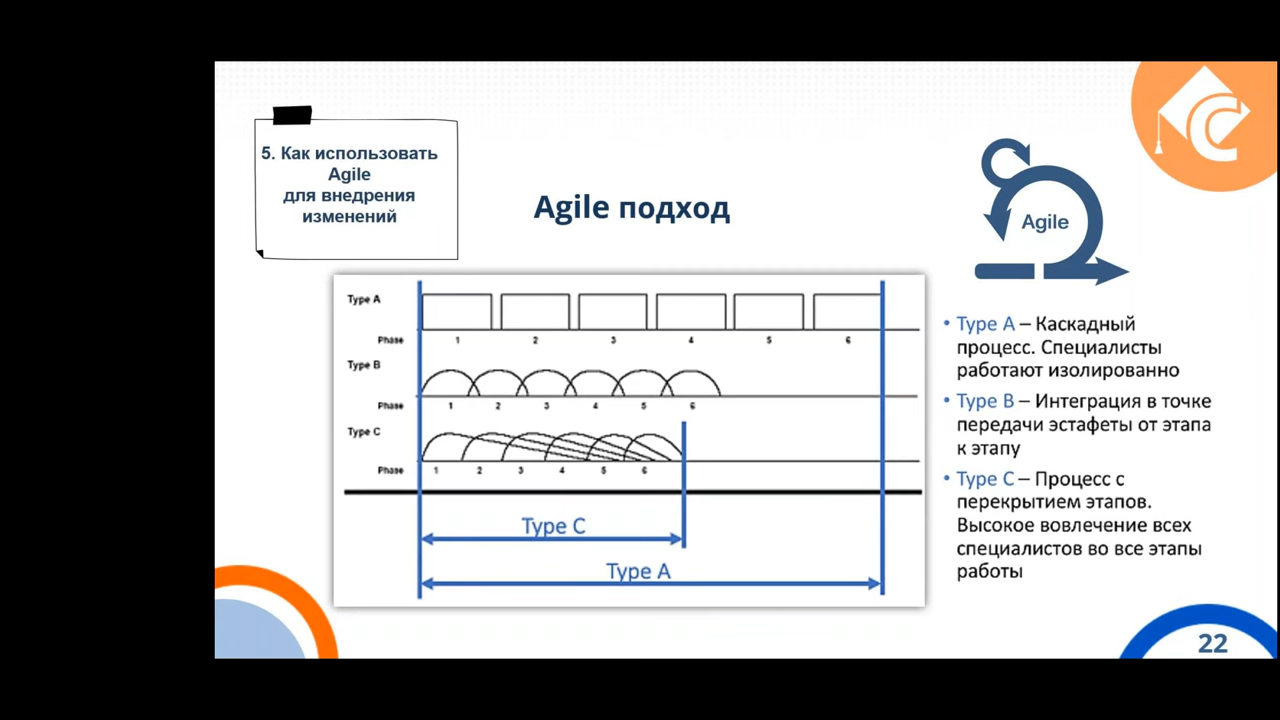 5. Как использовать
Agile
для внедрения
изменений
Agile подход
Agile
Type A
Phase 1 2 3 4 5 6
Type B
Phase 1 2 3 4 5 6
Type C
Phase 1 2 3 4 5 6
Type C
Type A
• Type A – Каскадный
процесс. Специалисты
работают изолированно
• Type B – Интеграция в точке
передачи эстафеты от этапа
к этапу
• Type C – Процесс с
перекрытием этапов.
Высокое вовлечение всех
специалистов во все этапы
работы
22